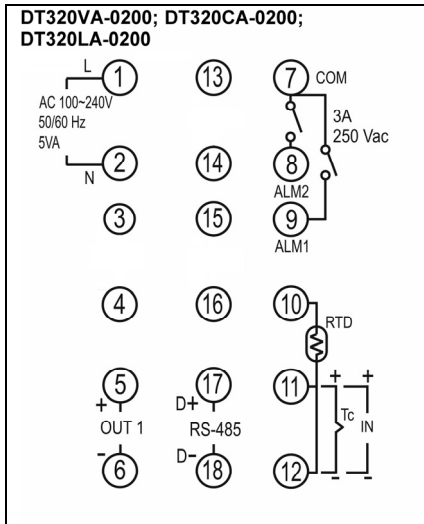 DT320VA-0200; DT320CA-0200;
DT320LA-0200
L 1 13 7 COM
AC 100~240V
50/60 Hz
5VA
3A
250 Vac
N 2 14 8
ALM2
3 15 9
ALM1
4 16 10
RTD
5 17 11 + +
+ D+
OUT 1 RS-485 Tc IN
- D-
6 18 12 - -